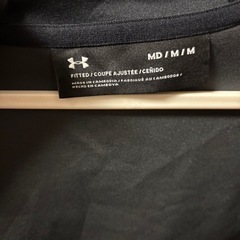 MD / M / M
FITTED / COUPE AJUSTÉE / CEÑIDO
MADE IN CAMBODIA / FABRIQUÉ AU CAMBODGE /
HECHO EN CAMBOYA